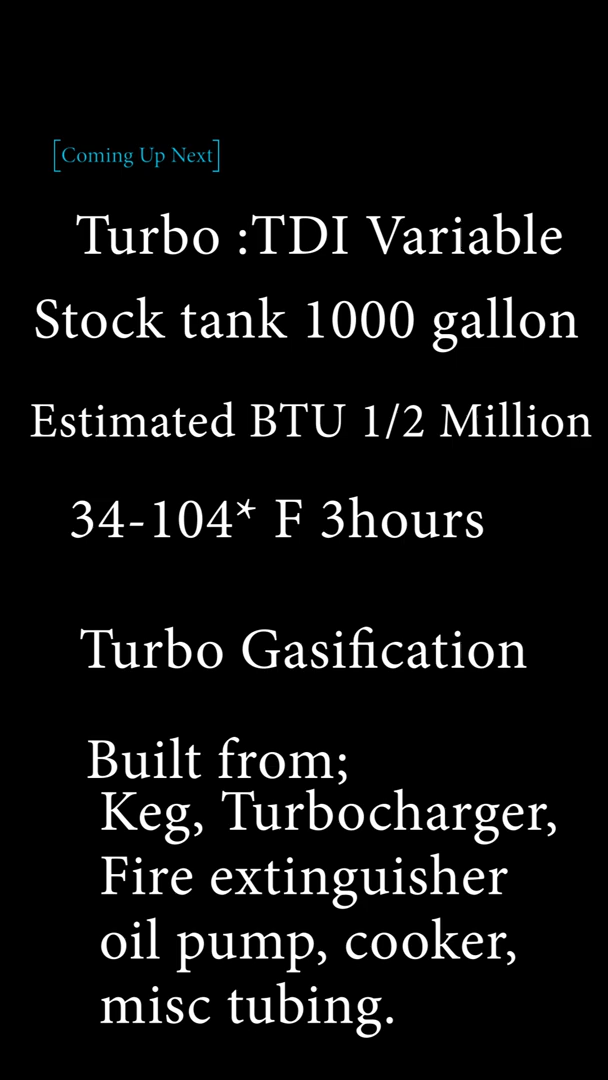 [Coming Up Next]
Turbo :TDI Variable
Stock tank 1000 gallon
Estimated BTU 1/2 Million
34-104* F 3hours
Turbo Gasification
Built from;
Keg, Turbocharger,
Fire extinguisher
oil pump, cooker,
misc tubing.